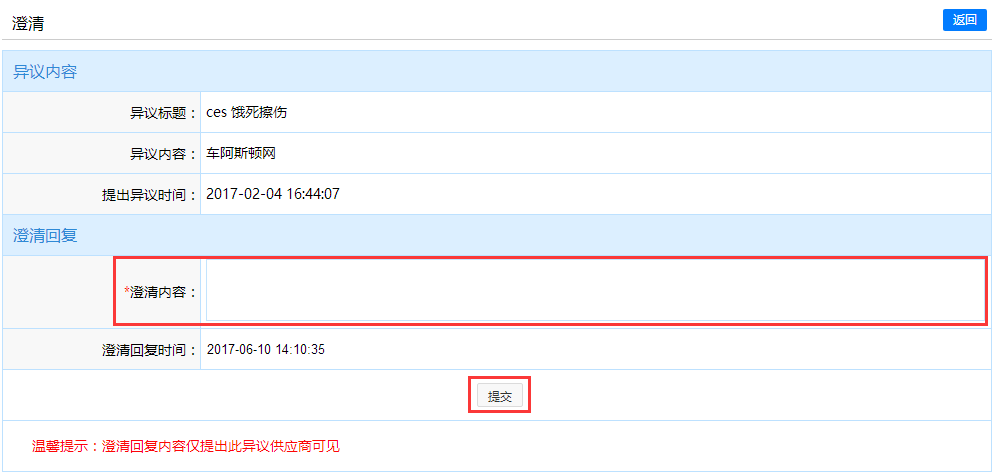 澄清
返回
异议内容
异议标题： ces 饿死擦伤
异议内容： 车阿斯顿网
提出异议时间： 2017-02-04 16:44:07
澄清回复
*澄清内容：
澄清回复时间： 2017-06-10 14:10:35
提交
温馨提示：澄清回复内容仅提出此异议供应商可见